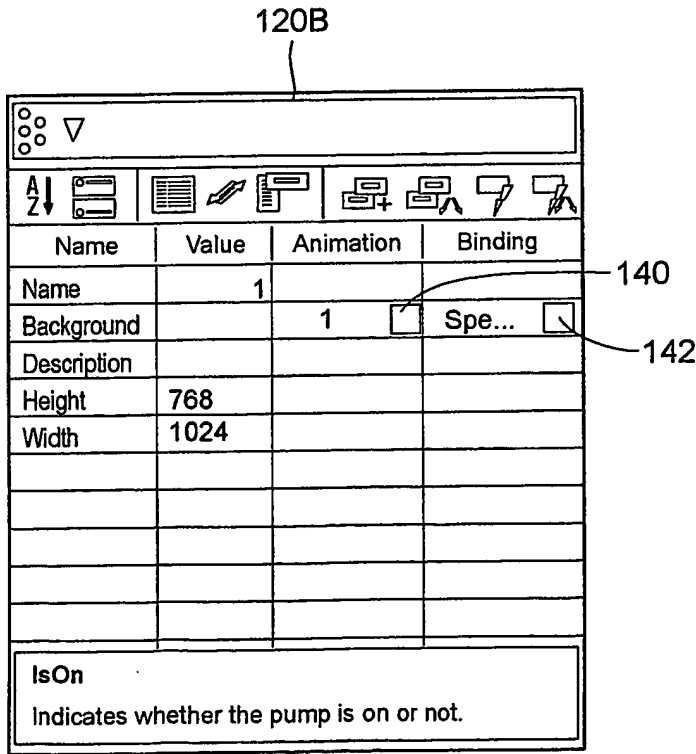 120B
A
Z
Name Value Animation Binding
Name 1
Background 1 Spe...
Description
Height 768
Width 1024
140
142
IsOn
Indicates whether the pump is on or not.